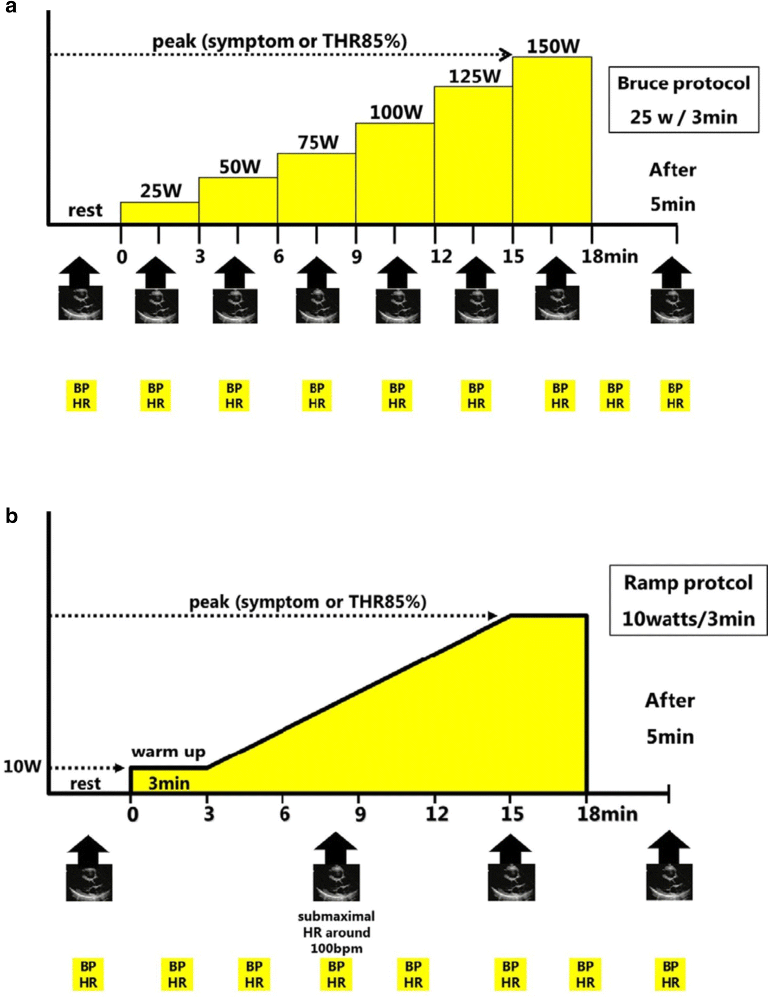 a
peak (symptom or THR85%)
150W
125W
100W
75W
50W
25W
rest
Bruce protocol
25 w / 3min
After
5min
0 3 6 9 12 15 18min
BP BP BP BP BP BP BP BP BP
HR HR HR HR HR HR HR HR HR
b
peak (symptom or THR85%)
Ramp protcol
10watts/3min
After
5min
warm up
10W
rest
3min
0 3 6 9 12 15 18min
submaximal
HR around
100bpm
BP BP BP BP BP BP BP BP
HR HR HR HR HR HR HR HR